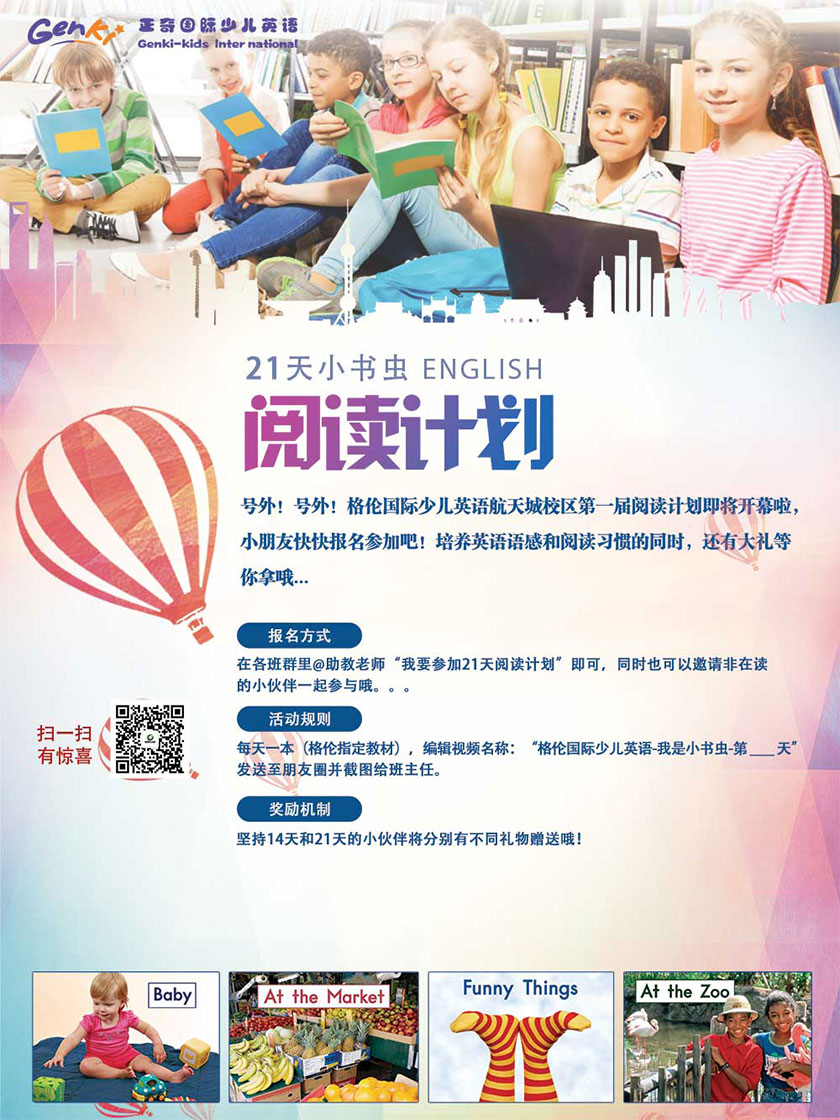 Genki 正奇国际少儿英语
Genki-kids International
21天小书虫 ENGLISH
阅读计划
号外！号外！格伦国际少儿英语航天城校区第一届阅读计划即将开幕啦，
小朋友快快报名参加吧！培养英语语感和阅读习惯的同时，还有大礼等
你拿哦...
报名方式
在各班群里@助教老师“我要参加21天阅读计划”即可，同时也可以邀请非在读
的小伙伴一起参与哦。。。
扫一扫
有惊喜
活动规则
每天一本（格伦指定教材），编辑视频名称：“格伦国际少儿英语-我是小书虫-第___天”
发送至朋友圈并截图给班主任。
奖励机制
坚持14天和21天的小伙伴将分别有不同礼物赠送哦！
Baby
At the Market
Funny Things
At the Zoo